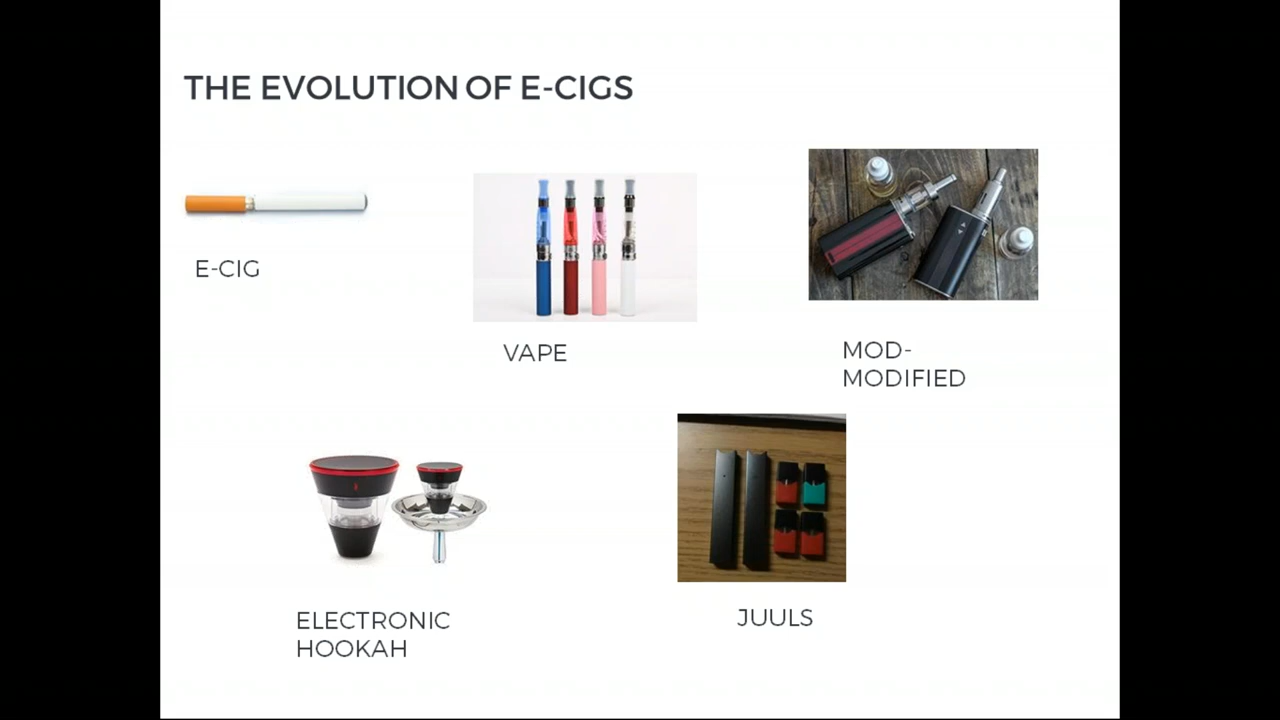 THE EVOLUTION OF E-CIGS
E-CIG
VAPE
MOD-
MODIFIED
ELECTRONIC
HOOKAH
JUULS